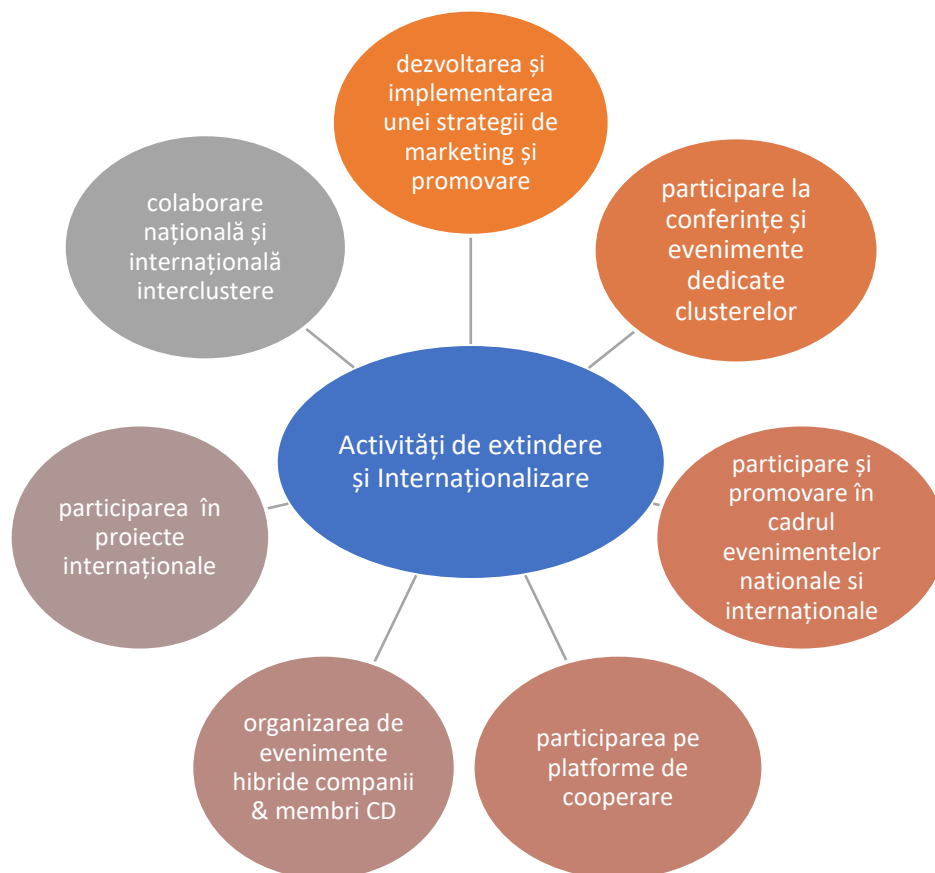 dezvoltarea și
implementarea
unei strategii de
marketing și
promovare
participare la
conferințe și
evenimente
dedicate
clusterelor
participare și
promovare în
cadrul
evenimentelor
nationale si
internaționale
participarea pe
platforme de
cooperare
organizarea de
evenimente
hibride companii
& membri CD
participarea în
proiecte
internaționale
colaborare
națională și
internațională
interclustere
Activități de extindere
și Internaționalizare